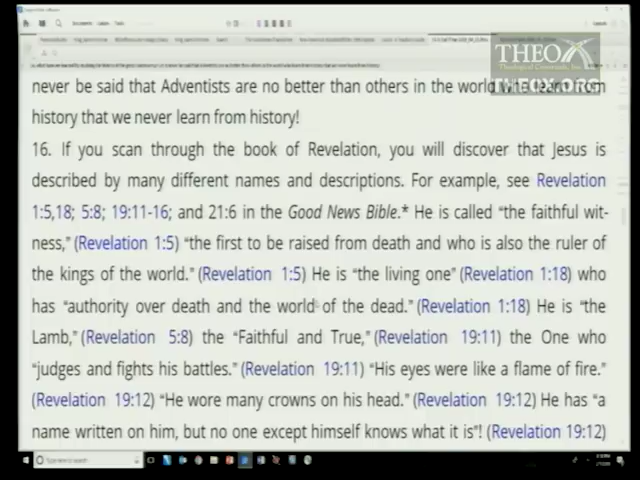 THEOX
THEOX.ORG
never be said that Adventists are no better than others in the world who learn from
history that we never learn from history!
16. If you scan through the book of Revelation, you will discover that Jesus is
described by many different names and descriptions. For example, see Revelation
1:5,18; 5:8; 19:11-16; and 21:6 in the Good News Bible.* He is called “the faithful wit-
ness,” (Revelation 1:5) “the first to be raised from death and who is also the ruler of
the kings of the world.” (Revelation 1:5) He is “the living one” (Revelation 1:18) who
has “authority over death and the world of the dead.” (Revelation 1:18) He is “the
Lamb,” (Revelation 5:8) the “Faithful and True,” (Revelation 19:11) the One who
“judges and fights his battles.” (Revelation 19:11) “His eyes were like a flame of fire.”
(Revelation 19:12) “He wore many crowns on his head.” (Revelation 19:12) He has “a
name written on him, but no one except himself knows what it is”! (Revelation 19:12)